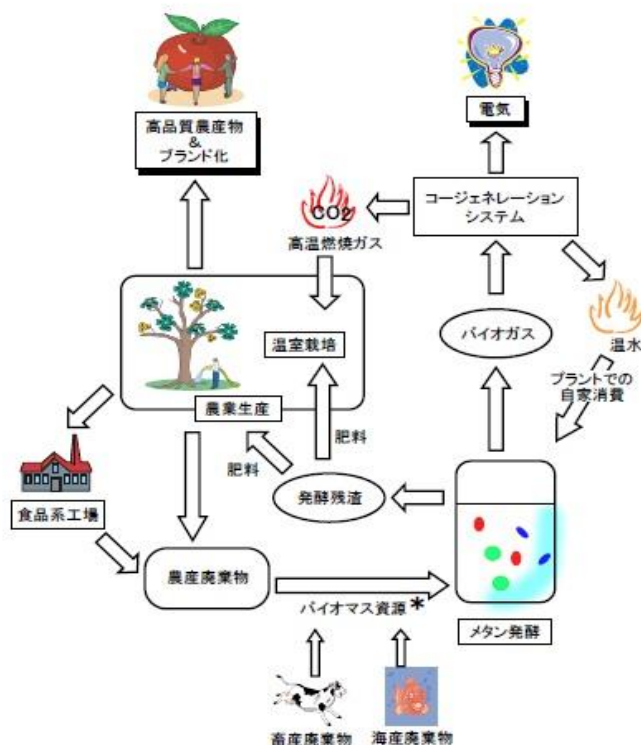 高品質農産物
&
ブランド化
電気
コージェネレーション
システム
CO2
高温燃焼ガス
バイオガス
温水
温室栽培
プラントでの
自家消費
農業生産
肥料
肥料
発酵残渣
食品系工場
農産廃棄物
バイオマス資源*
メタン発酵
畜産廃棄物
海産廃棄物